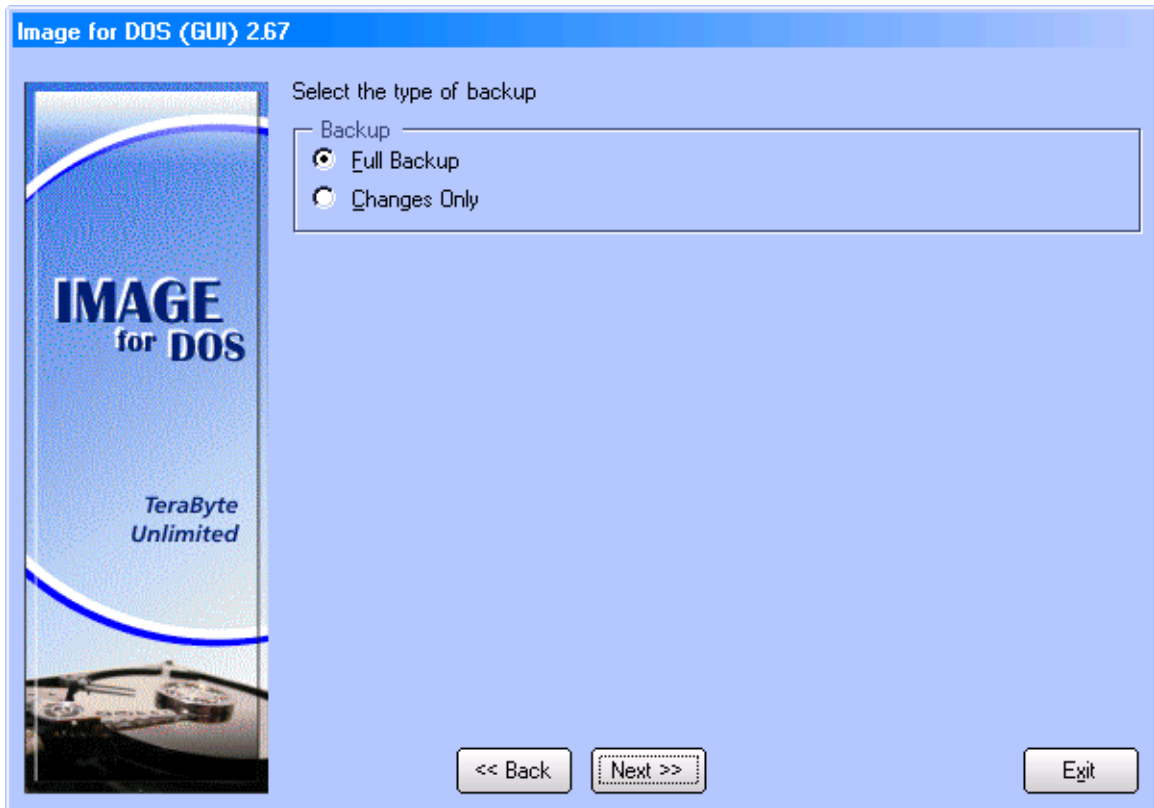 Image for DOS (GUI) 2.67
Select the type of backup
Backup
Full Backup
Changes Only
IMAGE
for DOS
TeraByte
Unlimited
<< Back
Next >>
Exit